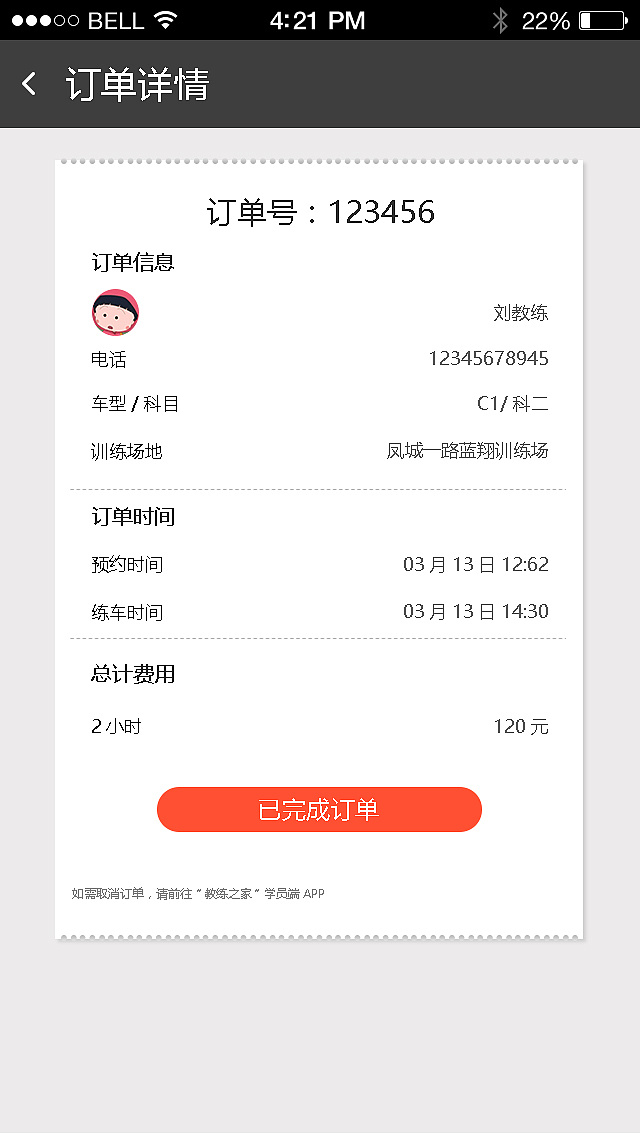 BELL 4:21 PM 22%
订单详情
订单号：123456
订单信息
刘教练
电话 12345678945
车型 / 科目 C1/ 科二
训练场地 凤城一路蓝翔训练场
订单时间
预约时间 03 月 13 日 12:62
练车时间 03 月 13 日 14:30
总计费用
2 小时 120 元
已完成订单
如需取消订单，请前往 " 教练之家 " 学员端 APP